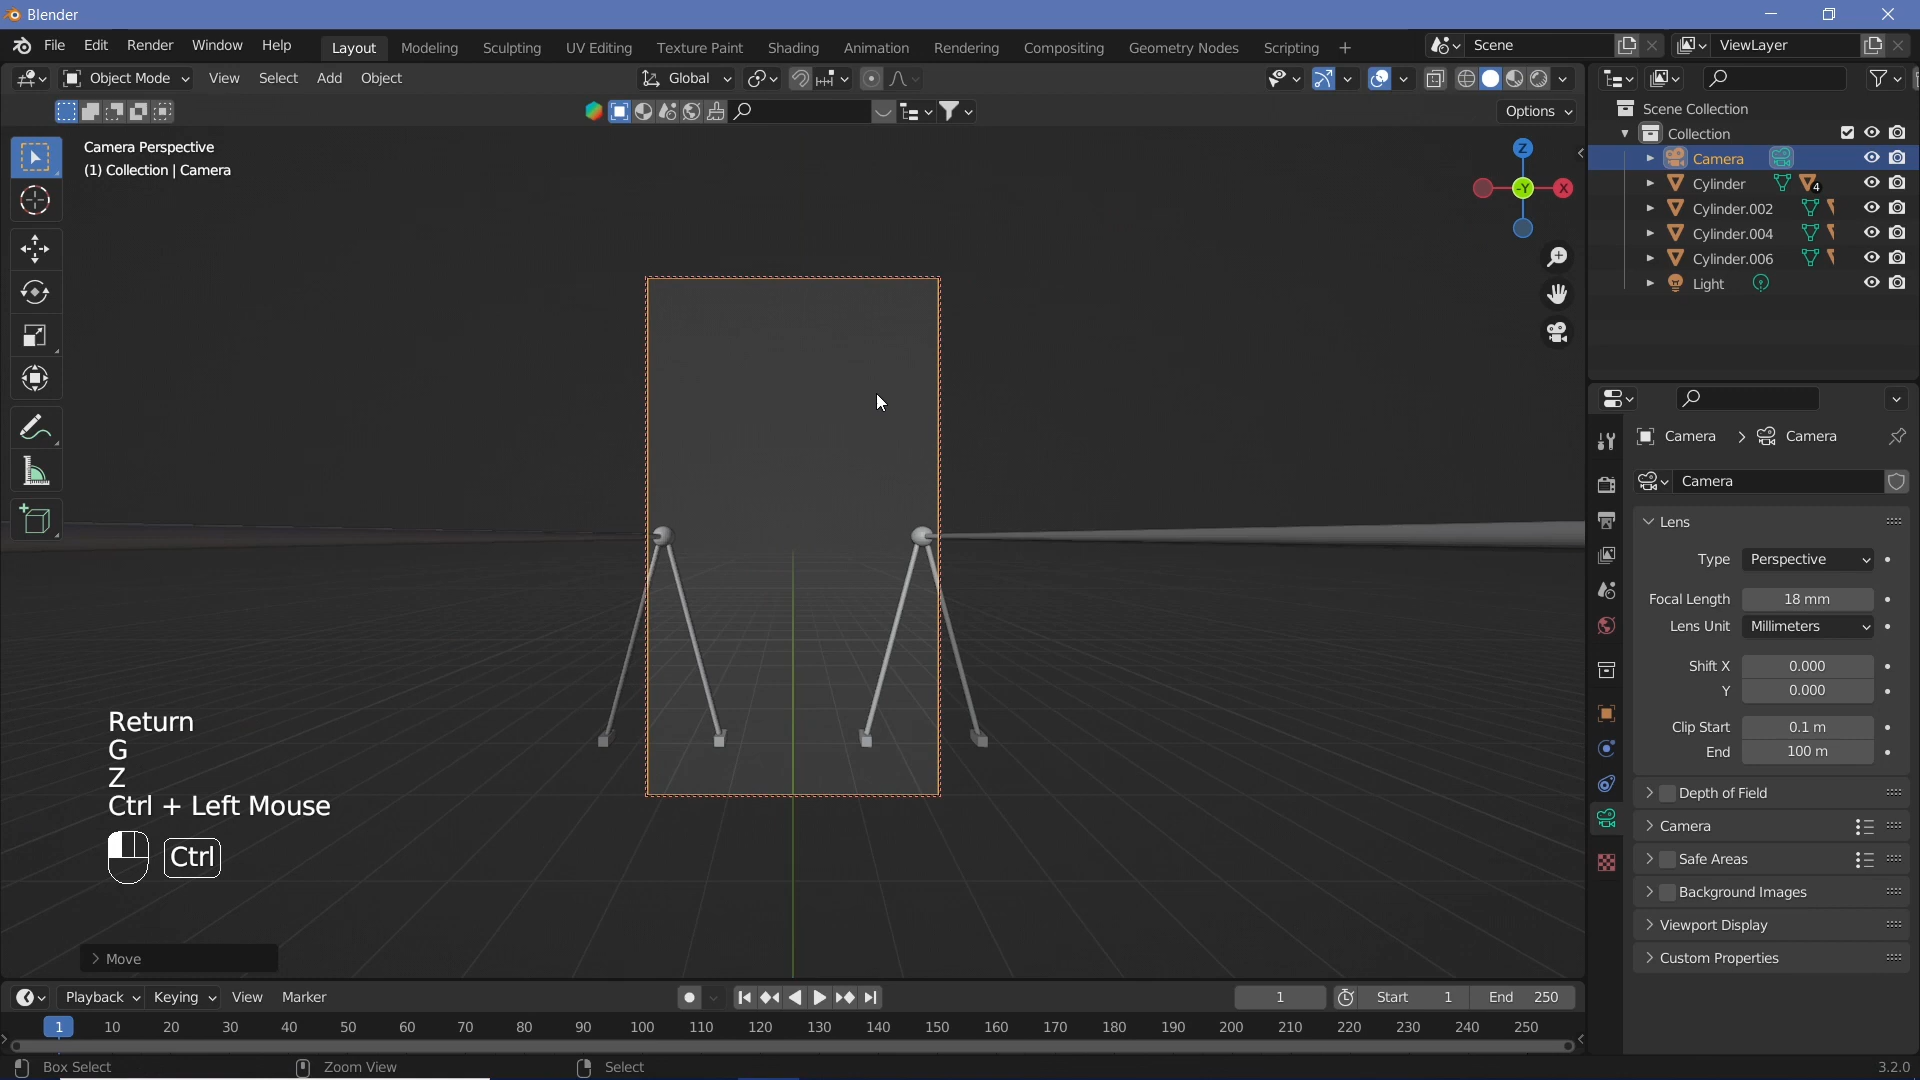 Blender
File Edit Render Window Help Layout Modeling Sculpting UV Editing Texture Paint Shading Animation Rendering Compositing Geometry Nodes Scripting + Scene ViewLayer
Object Mode View Select Add Object Global
Options
Camera Perspective
(1) Collection | Camera
Z
-Y
X
Return
G
Z
Ctrl + Left Mouse
Ctrl
Move
Scene Collection
Collection
Camera
Cylinder 4
Cylinder.002
Cylinder.004
Cylinder.006
Light
Camera Camera
Camera
Lens
Type Perspective
Focal Length 18 mm
Lens Unit Millimeters
Shift X 0.000
Y 0.000
Clip Start 0.1 m
End 100 m
Depth of Field
Camera
Safe Areas
Background Images
Viewport Display
Custom Properties
Playback Keying View Marker 1 Start 1 End 250
1 10 20 30 40 50 60 70 80 90 100 110 120 130 140 150 160 170 180 190 200 210 220 230 240 250
Box Select Zoom View Select 3.2.0